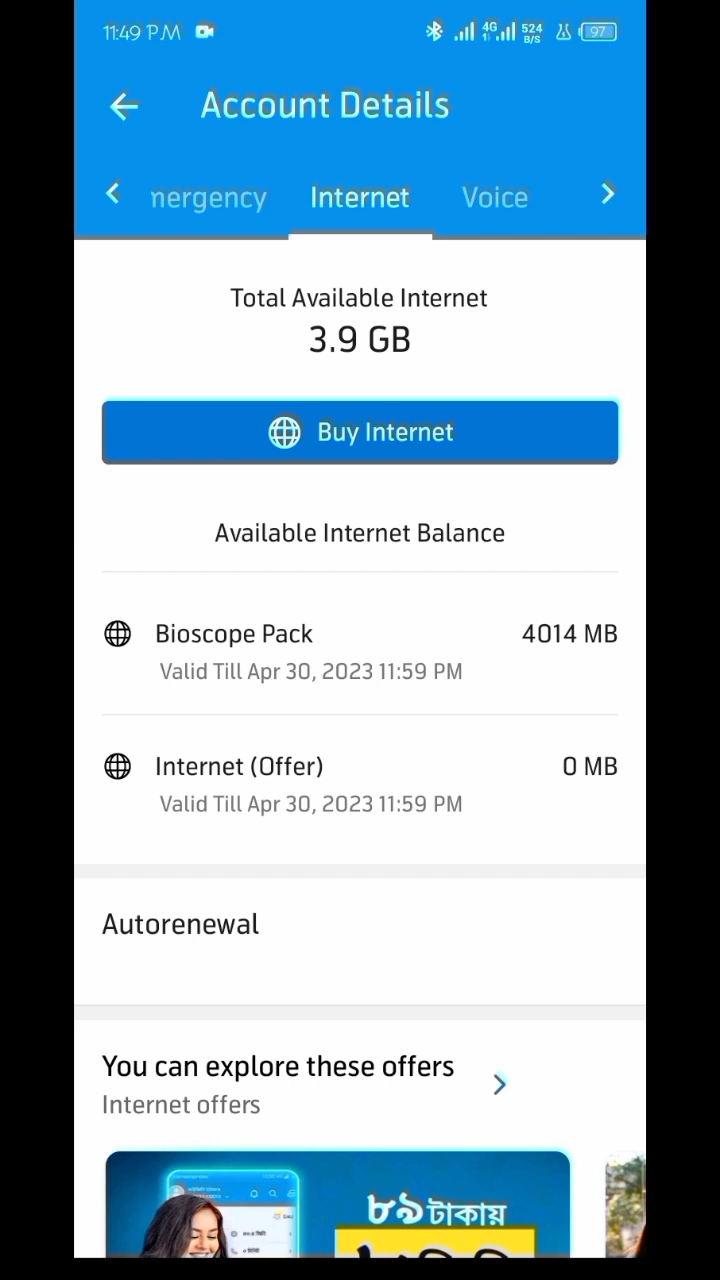 11:49 PM 4G 524 B/S 97
Account Details
nergency Internet Voice
Total Available Internet
3.9 GB
Buy Internet
Available Internet Balance
Bioscope Pack 4014 MB
Valid Till Apr 30, 2023 11:59 PM
Internet (Offer) 0 MB
Valid Till Apr 30, 2023 11:59 PM
Autorenewal
You can explore these offers
Internet offers
৮৯ টাকায়